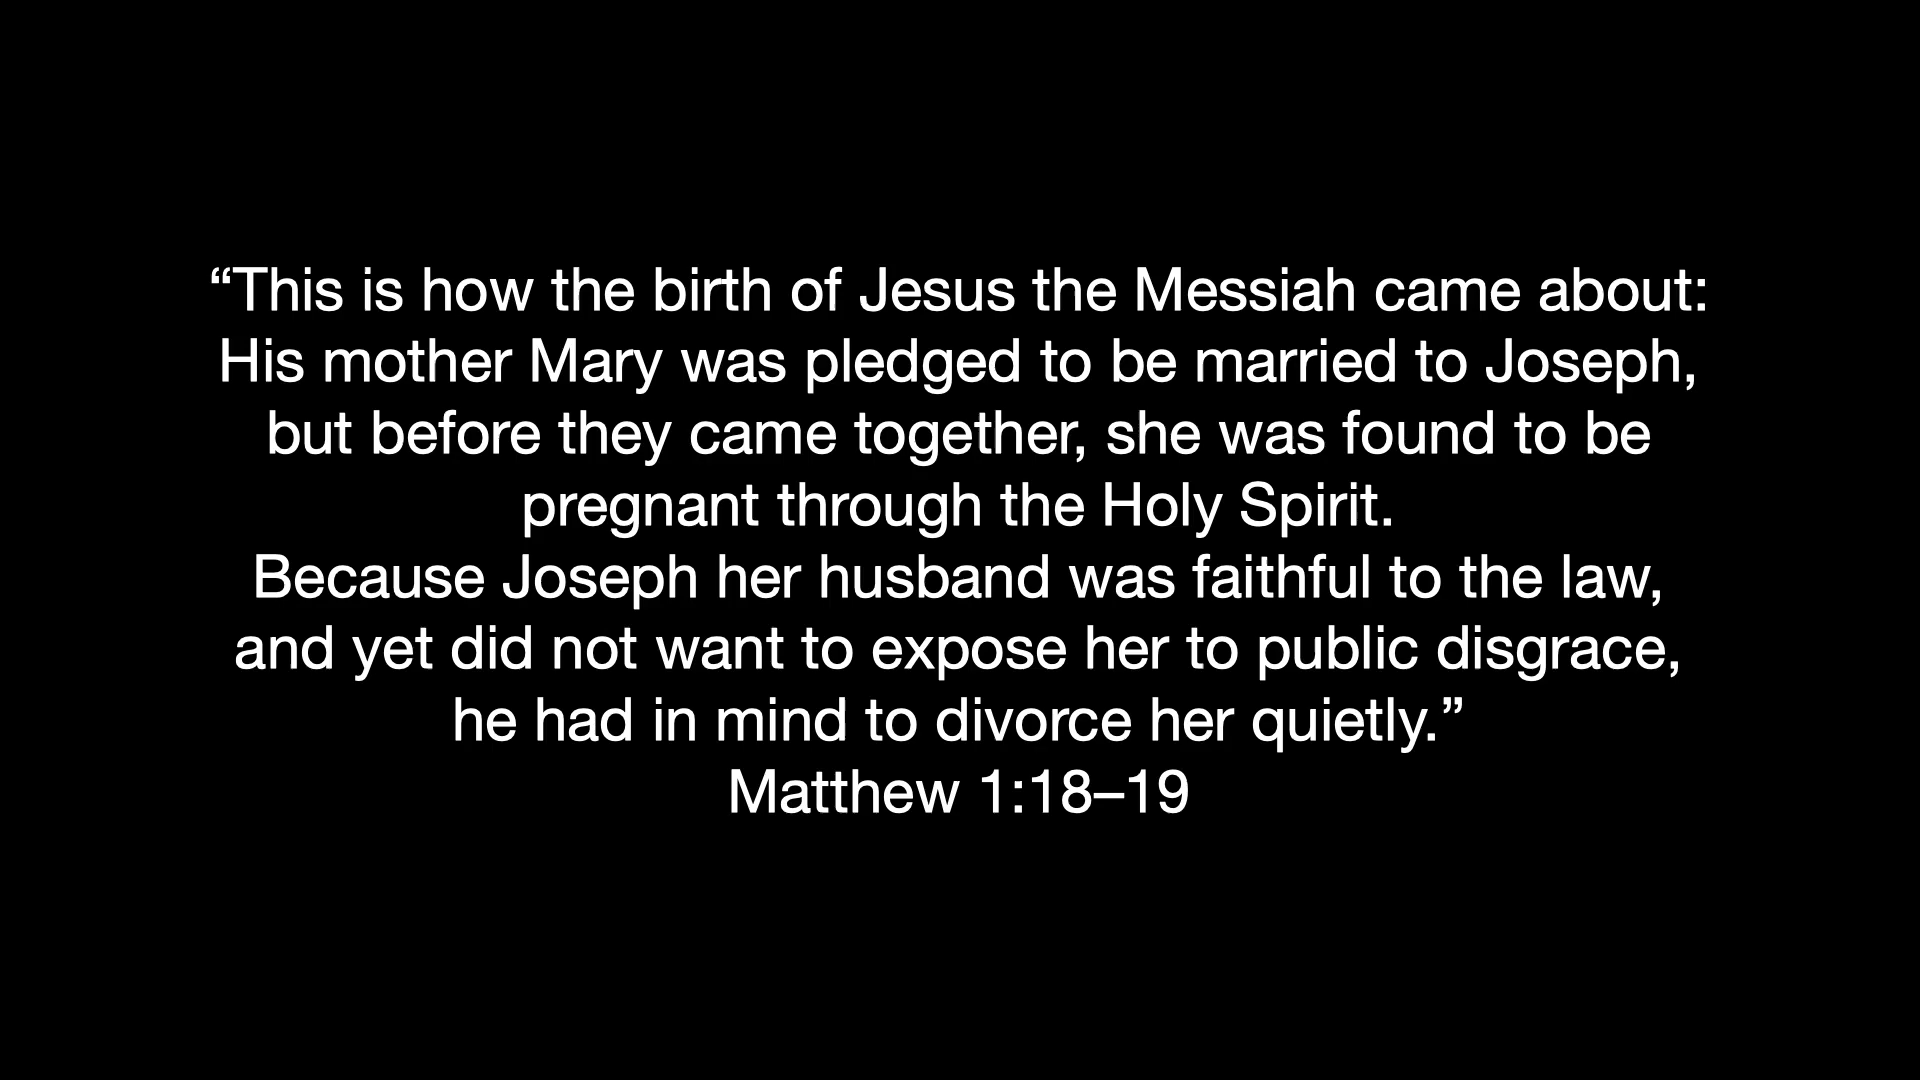 “This is how the birth of Jesus the Messiah came about:
His mother Mary was pledged to be married to Joseph,
but before they came together, she was found to be
pregnant through the Holy Spirit.
Because Joseph her husband was faithful to the law,
and yet did not want to expose her to public disgrace,
he had in mind to divorce her quietly.”
Matthew 1:18–19